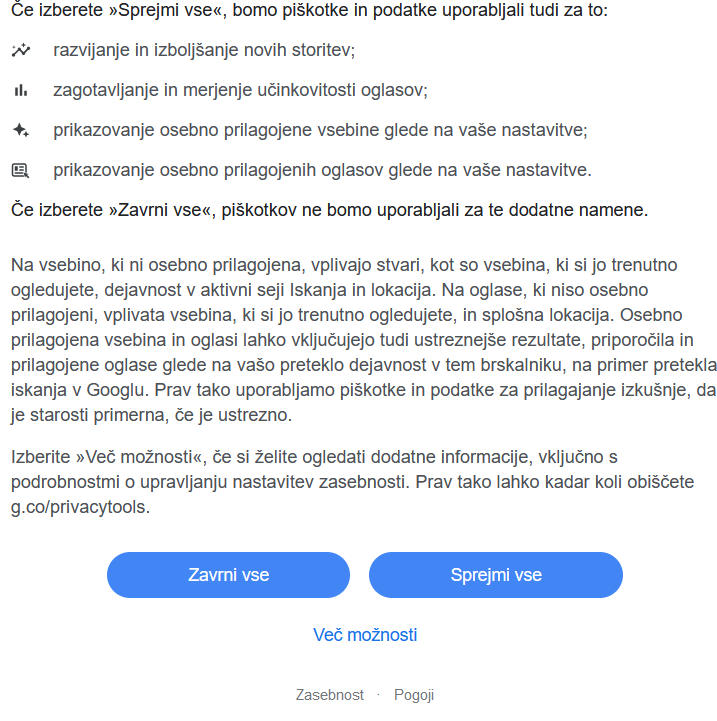 Če izberete »Sprejmi vse«, bomo piškotke in podatke uporabljali tudi za to:
razvijanje in izboljšanje novih storitev;
zagotavljanje in merjenje učinkovitosti oglasov;
prikazovanje osebno prilagojene vsebine glede na vaše nastavitve;
prikazovanje osebno prilagojenih oglasov glede na vaše nastavitve.
Če izberete »Zavrni vse«, piškotkov ne bomo uporabljali za te dodatne namene.
Na vsebino, ki ni osebno prilagojena, vplivajo stvari, kot so vsebina, ki si jo trenutno
ogledujete, dejavnost v aktivni seji Iskanja in lokacija. Na oglase, ki niso osebno
prilagojeni, vplivata vsebina, ki si jo trenutno ogledujete, in splošna lokacija. Osebno
prilagojena vsebina in oglasi lahko vključujejo tudi ustreznejše rezultate, priporočila in
prilagojene oglase glede na vašo preteklo dejavnost v tem brskalniku, na primer pretekla
iskanja v Googlu. Prav tako uporabljamo piškotke in podatke za prilagajanje izkušnje, da
je starosti primerna, če je ustrezno.
Izberite »Več možnosti«, če si želite ogledati dodatne informacije, vključno s
podrobnostmi o upravljanju nastavitev zasebnosti. Prav tako lahko kadar koli obiščete
g.co/privacytools.
Zavrni vse Sprejmi vse
Več možnosti
Zasebnost · Pogoji